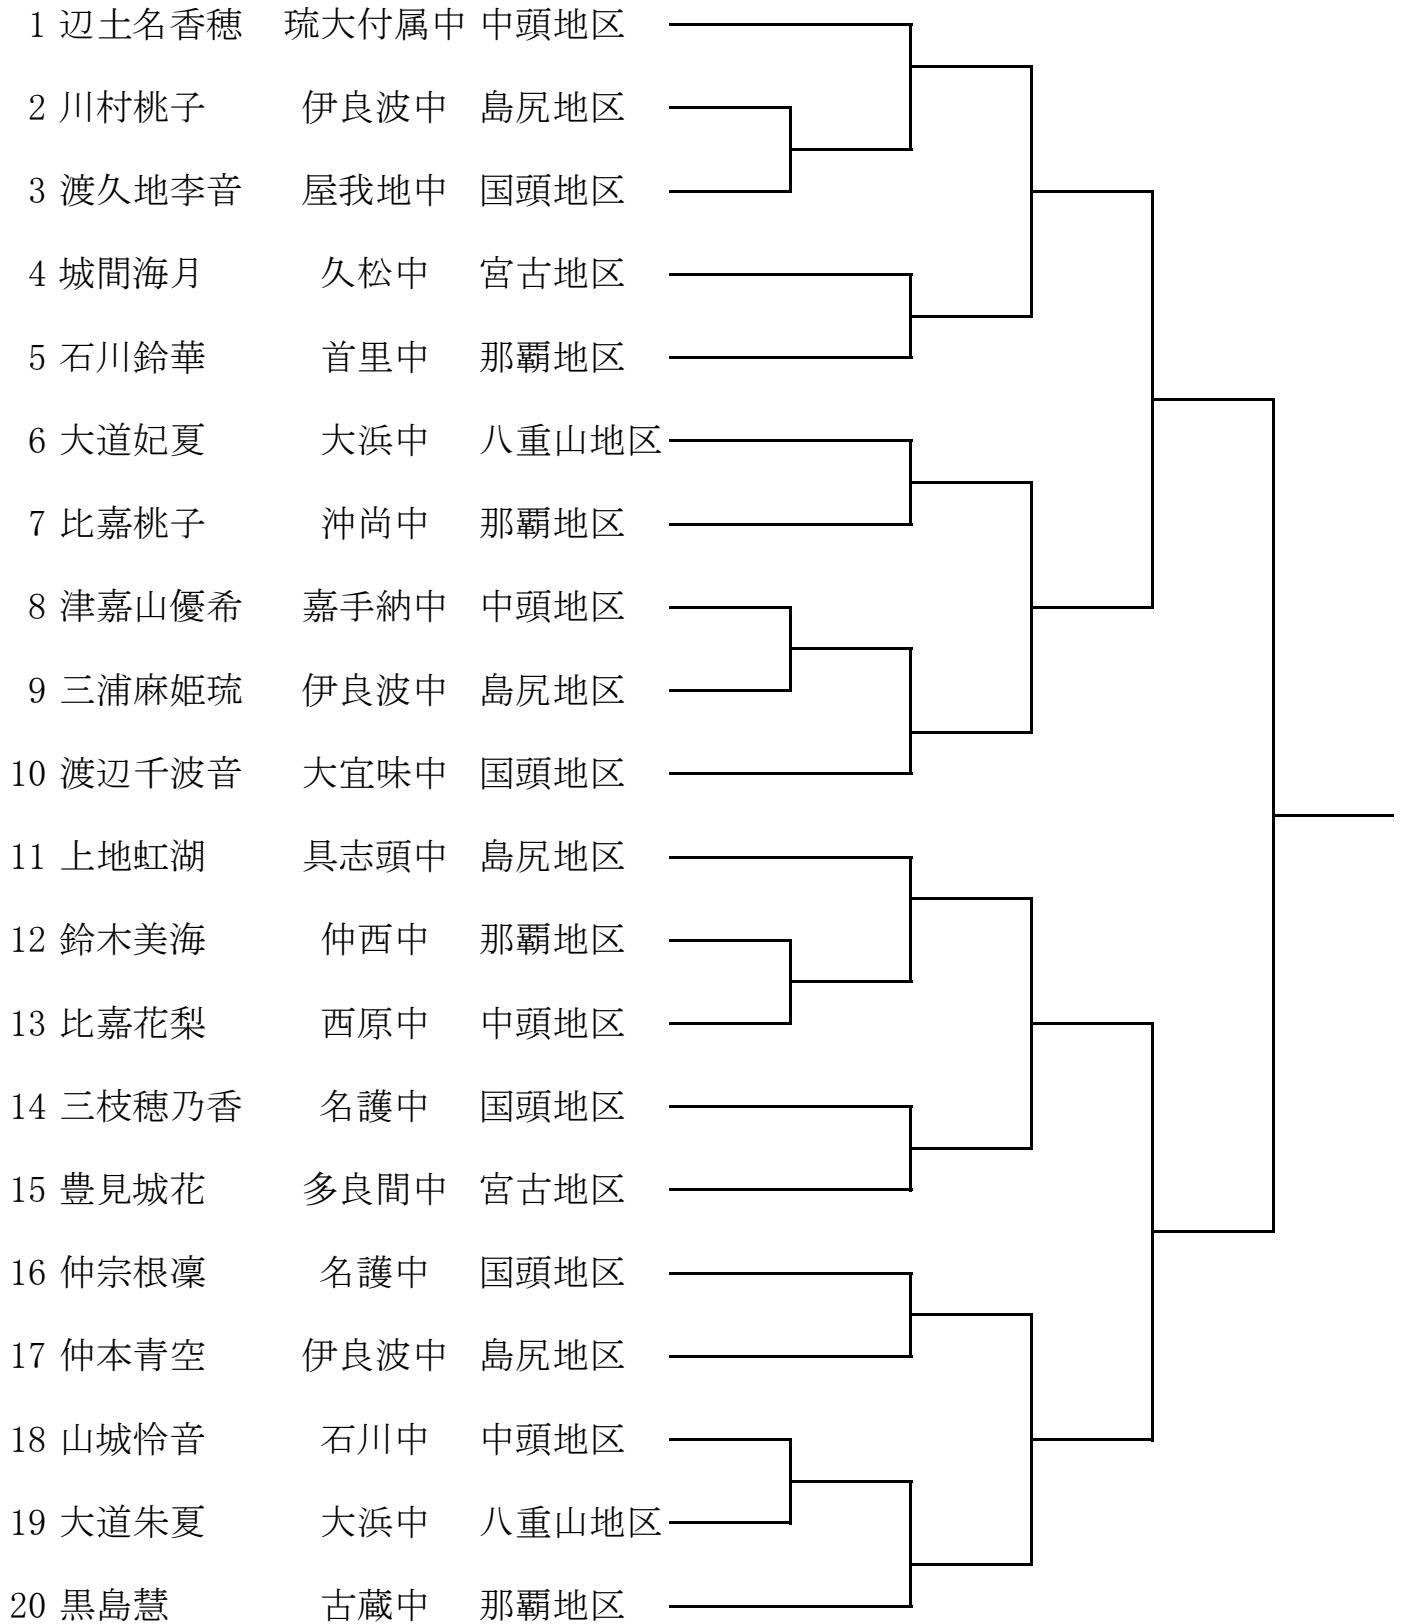 1 辺土名香穂 琉大付属中 中頭地区
2 川村桃子 伊良波中 島尻地区
3 渡久地李音 屋我地中 国頭地区
4 城間海月 久松中 宮古地区
5 石川鈴華 首里中 那覇地区
6 大道妃夏 大浜中 八重山地区
7 比嘉桃子 沖尚中 那覇地区
8 津嘉山優希 嘉手納中 中頭地区
9 三浦麻姫琉 伊良波中 島尻地区
10 渡辺千波音 大宜味中 国頭地区
11 上地虹湖 具志頭中 島尻地区
12 鈴木美海 仲西中 那覇地区
13 比嘉花梨 西原中 中頭地区
14 三枝穂乃香 名護中 国頭地区
15 豊見城花 多良間中 宮古地区
16 仲宗根凜 名護中 国頭地区
17 仲本青空 伊良波中 島尻地区
18 山城怜音 石川中 中頭地区
19 大道朱夏 大浜中 八重山地区
20 黒島慧 古蔵中 那覇地区